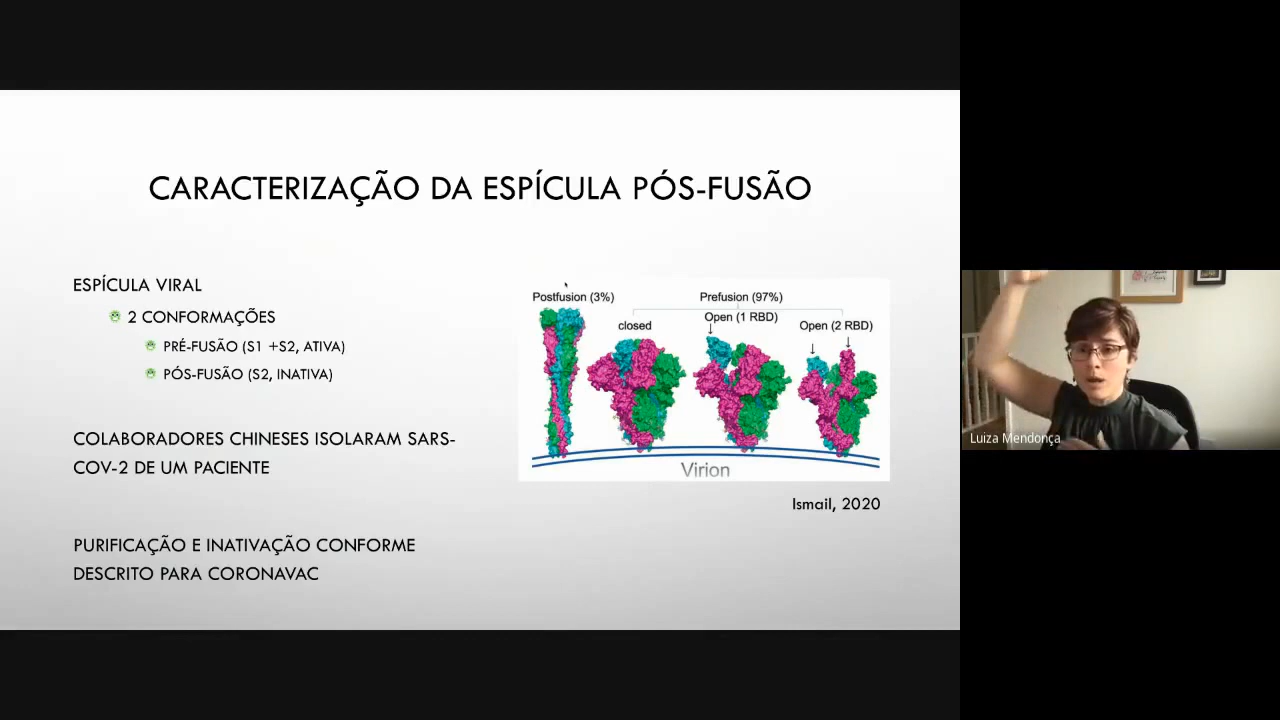 CARACTERIZAÇÃO DA ESPÍCULA PÓS-FUSÃO
ESPÍCULA VIRAL
2 CONFORMAÇÕES
PRÉ-FUSÃO (S1 +S2, ATIVA)
PÓS-FUSÃO (S2, INATIVA)
COLABORADORES CHINESES ISOLARAM SARS-
COV-2 DE UM PACIENTE
PURIFICAÇÃO E INATIVAÇÃO CONFORME
DESCRITO PARA CORONAVAC
Postfusion (3%)
Prefusion (97%)
closed
Open (1 RBD)
Open (2 RBD)
Virion
Ismail, 2020
Luiza Mendonça